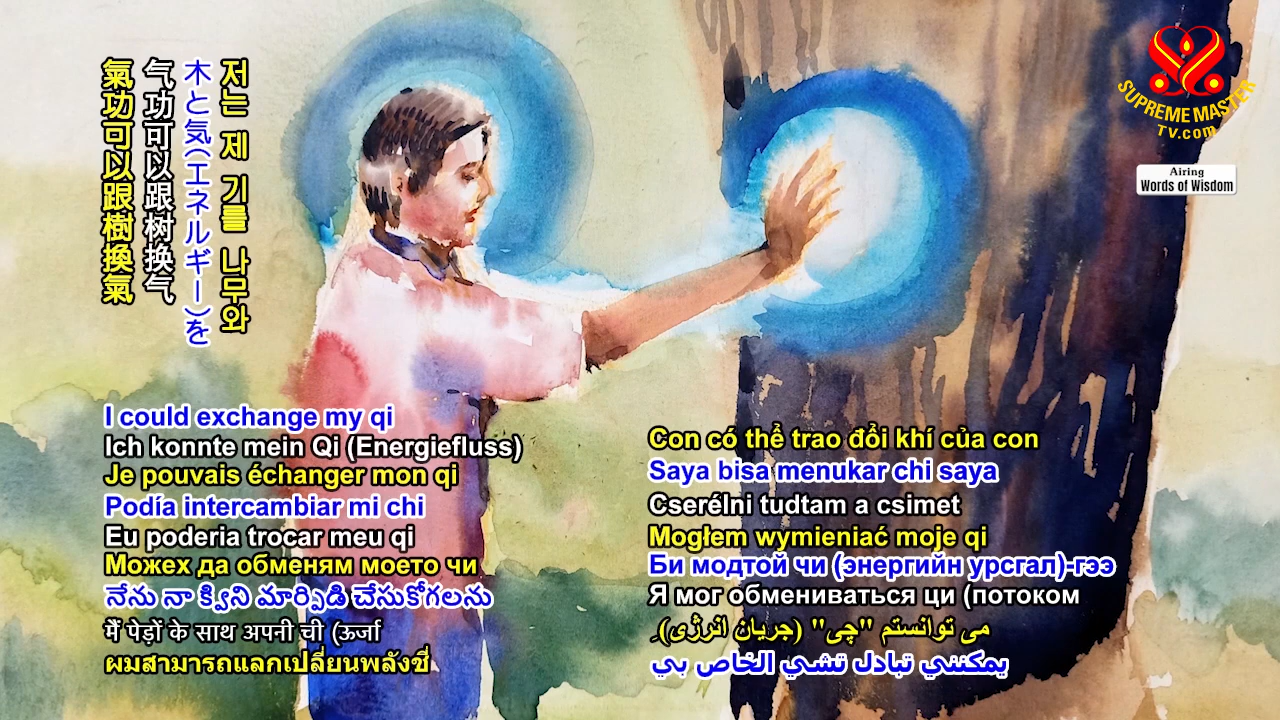 氣功可以跟樹換氣
气功可以跟树换气
木と気(エネルギー)を
저는 제 기를 나무와
I could exchange my qi
Ich konnte mein Qi (Energiefluss)
Je pouvais échanger mon qi
Podía intercambiar mi chi
Eu poderia trocar meu qi
Можех да обменям моето чи
నేను నా క్విని మార్పిడి చేసుకోగలను
मैं पेड़ों के साथ अपनी ची (ऊर्जा
ผมสามารถแลกเปลี่ยนพลังชี่
Con có thể trao đổi khí của con
Saya bisa menukar chi saya
Cserélni tudtam a csimet
Mogłem wymieniać moje qi
Би модтой чи (энергийн урсгал)-гээ
Я мог обмениваться ци (потоком
می توانستم "چی" (جریان انرژی).
يمكنني تبادل تشي الخاص بي
SUPREME MASTER
TV.com
Airing
Words of Wisdom